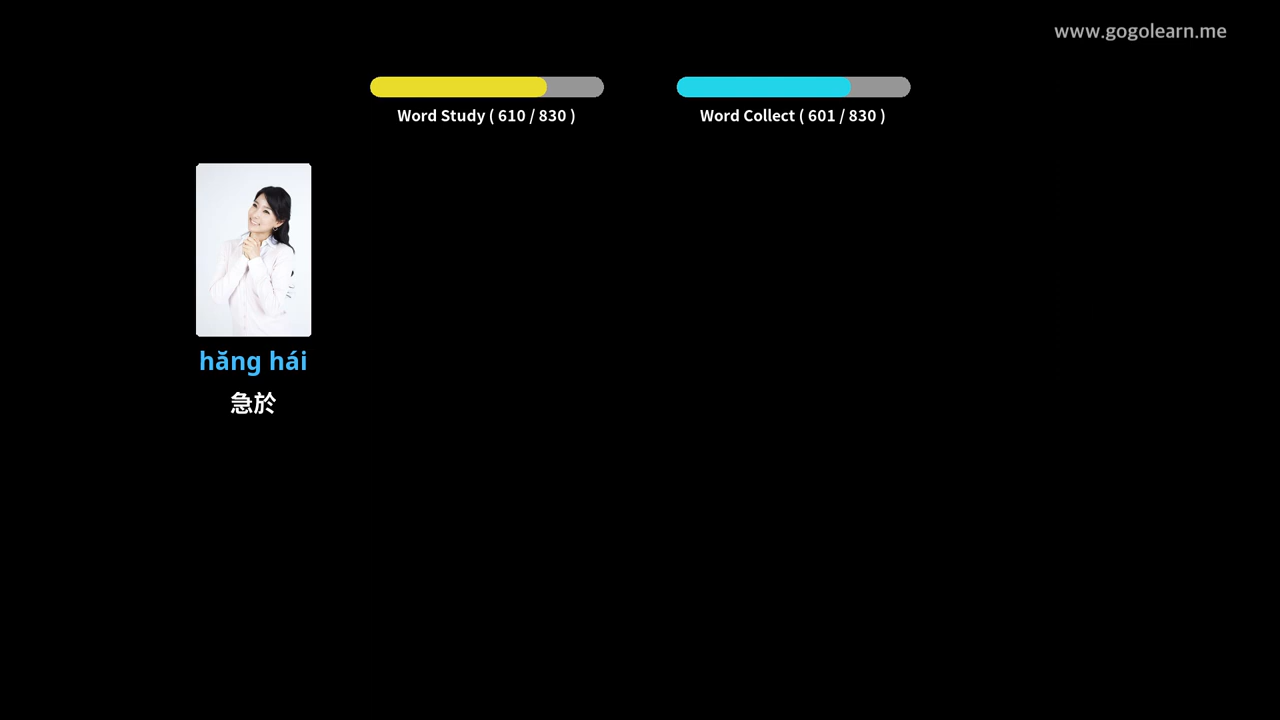 www.gogolearn.me
Word Study ( 610 / 830 )
Word Collect ( 601 / 830 )
hăng hái
急於